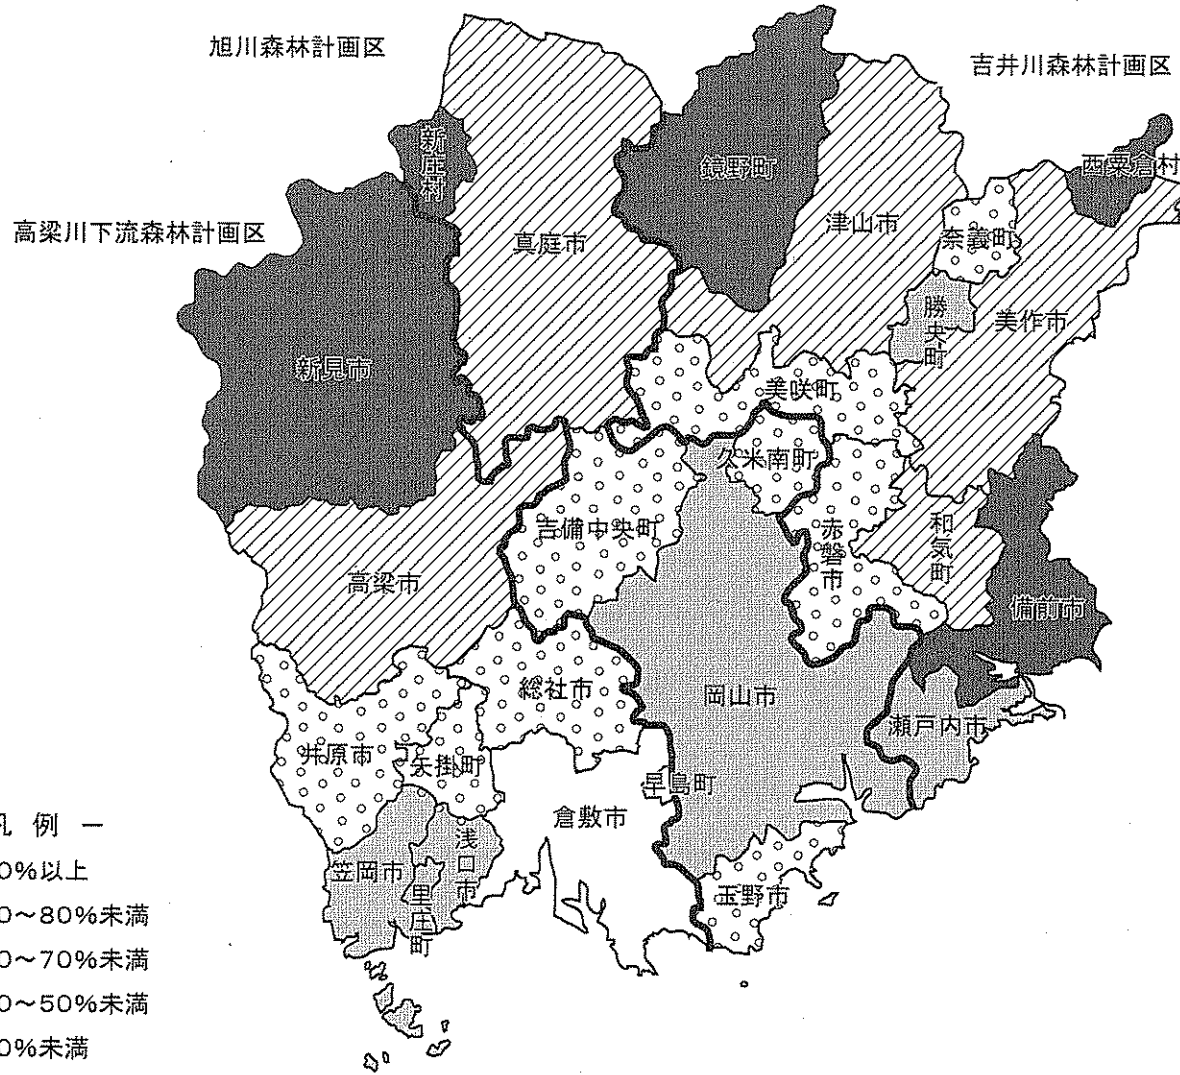 旭川森林計画区
吉井川森林計画区
新庄村
鏡野町
西粟倉村
津山市
高梁川下流森林計画区
真庭市
奈義町
勝央町
美作市
新見市
美咲町
久米南町
吉備中央町
赤磐市
和気町
高梁市
備前市
総社市
岡山市
瀬戸内市
井原市
矢掛町
早島町
倉敷市
浅口市
笠岡市
里庄町
玉野市
凡 例 ー
0%以上
0～80%未満
0～70%未満
0～50%未満
0%未満